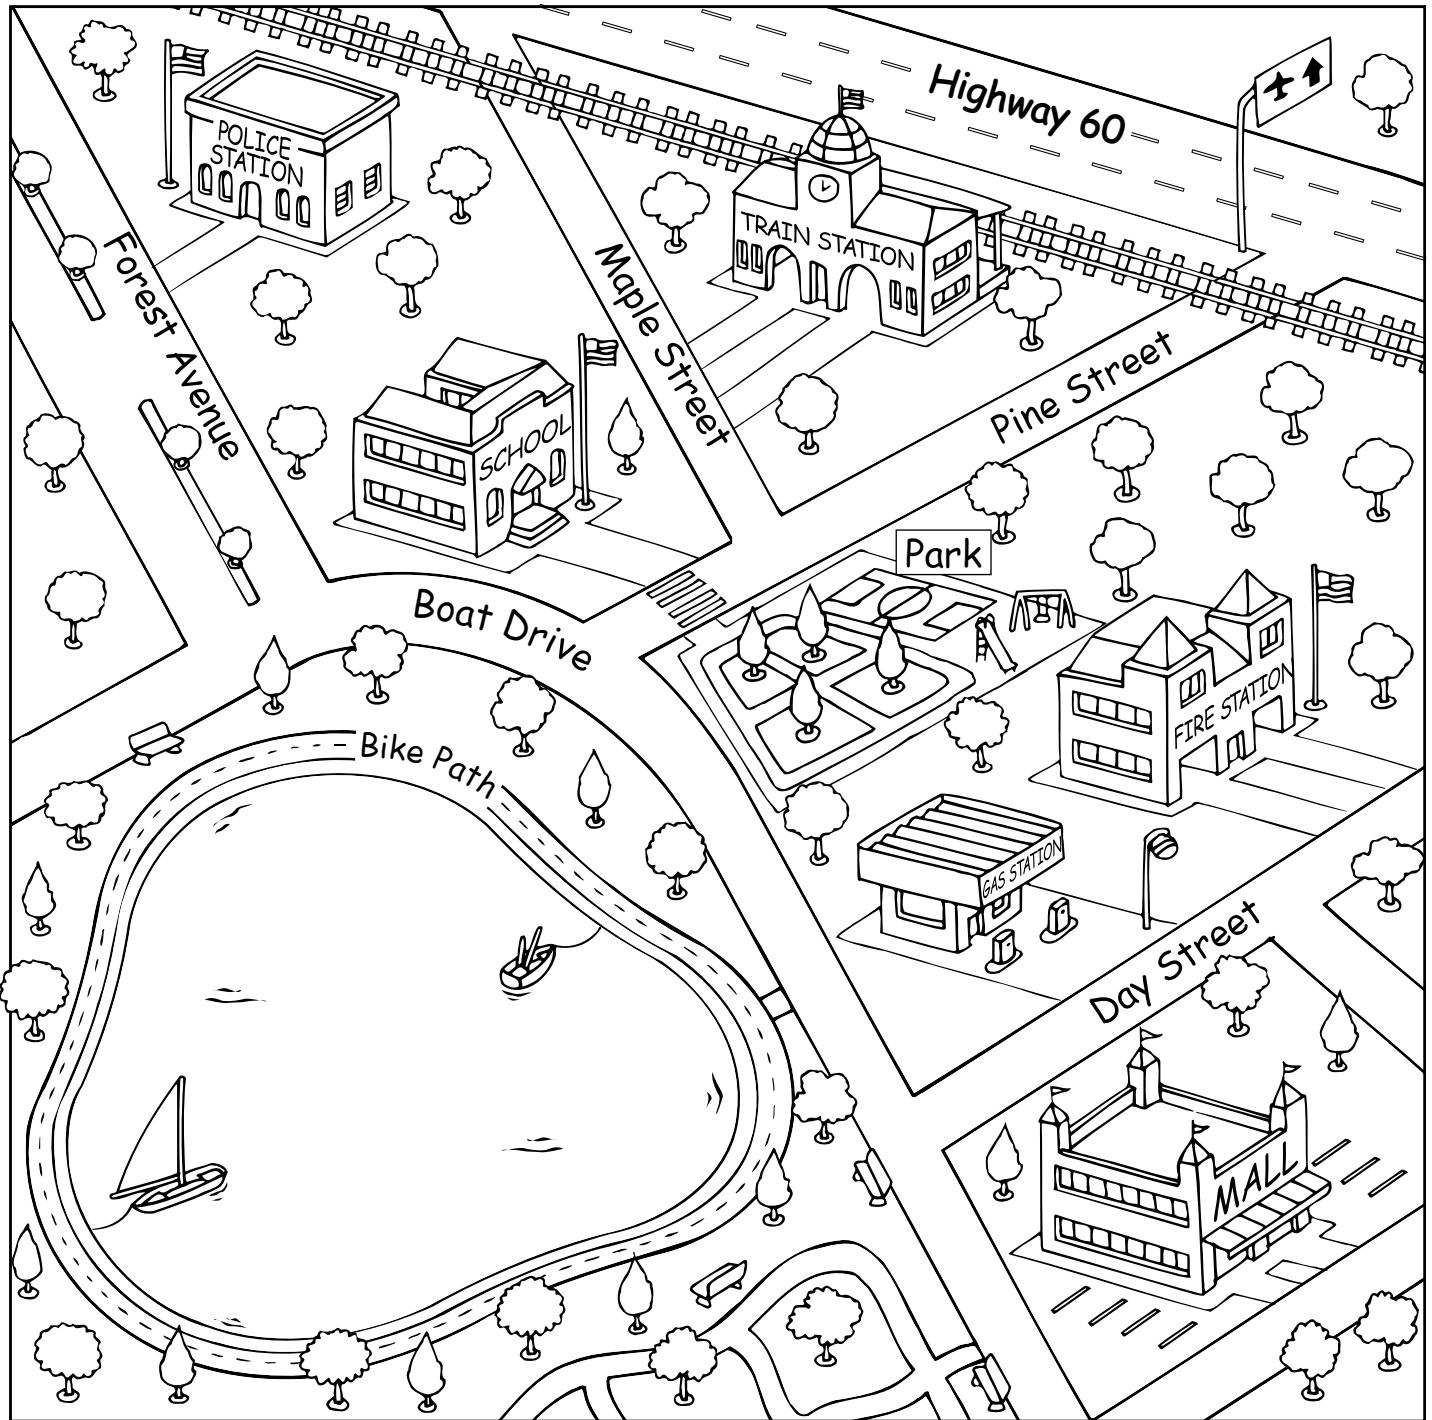 Highway 60
POLICE
STATION
TRAIN STATION
Forest Avenue
Maple Street
Pine Street
SCHOOL
Park
Boat Drive
FIRE STATION
Bike Path
GAS STATION
Day Street
MALL